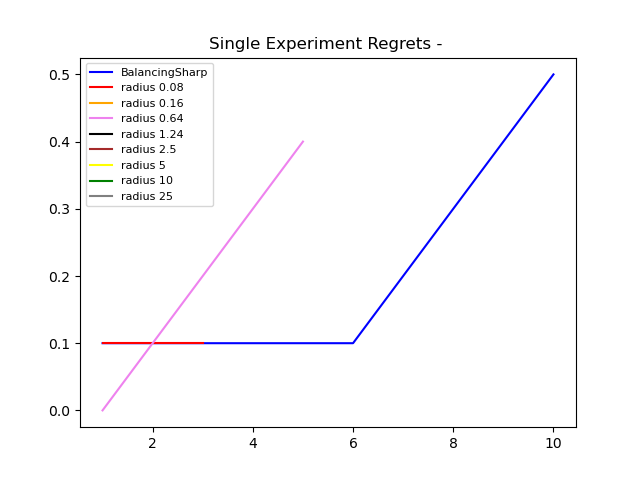 Single Experiment Regrets -
BalancingSharp
radius 0.08
radius 0.16
radius 0.64
radius 1.24
radius 2.5
radius 5
radius 10
radius 25
0.5
0.4
0.3
0.2
0.1
0.0
2 4 6 8 10